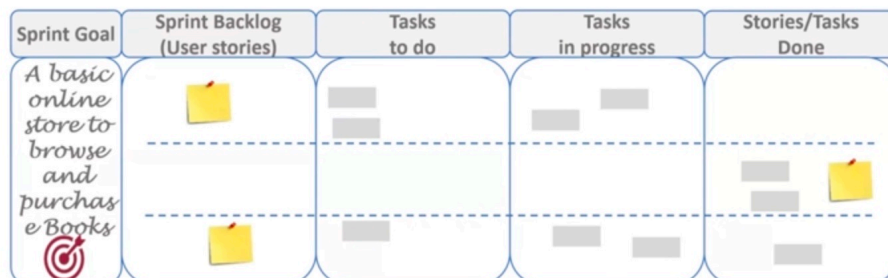 Sprint Goal
Sprint Backlog
(User stories)
Tasks
to do
Tasks
in progress
Stories/Tasks
Done
A basic
online
store to
browse
and
purchas
e Books